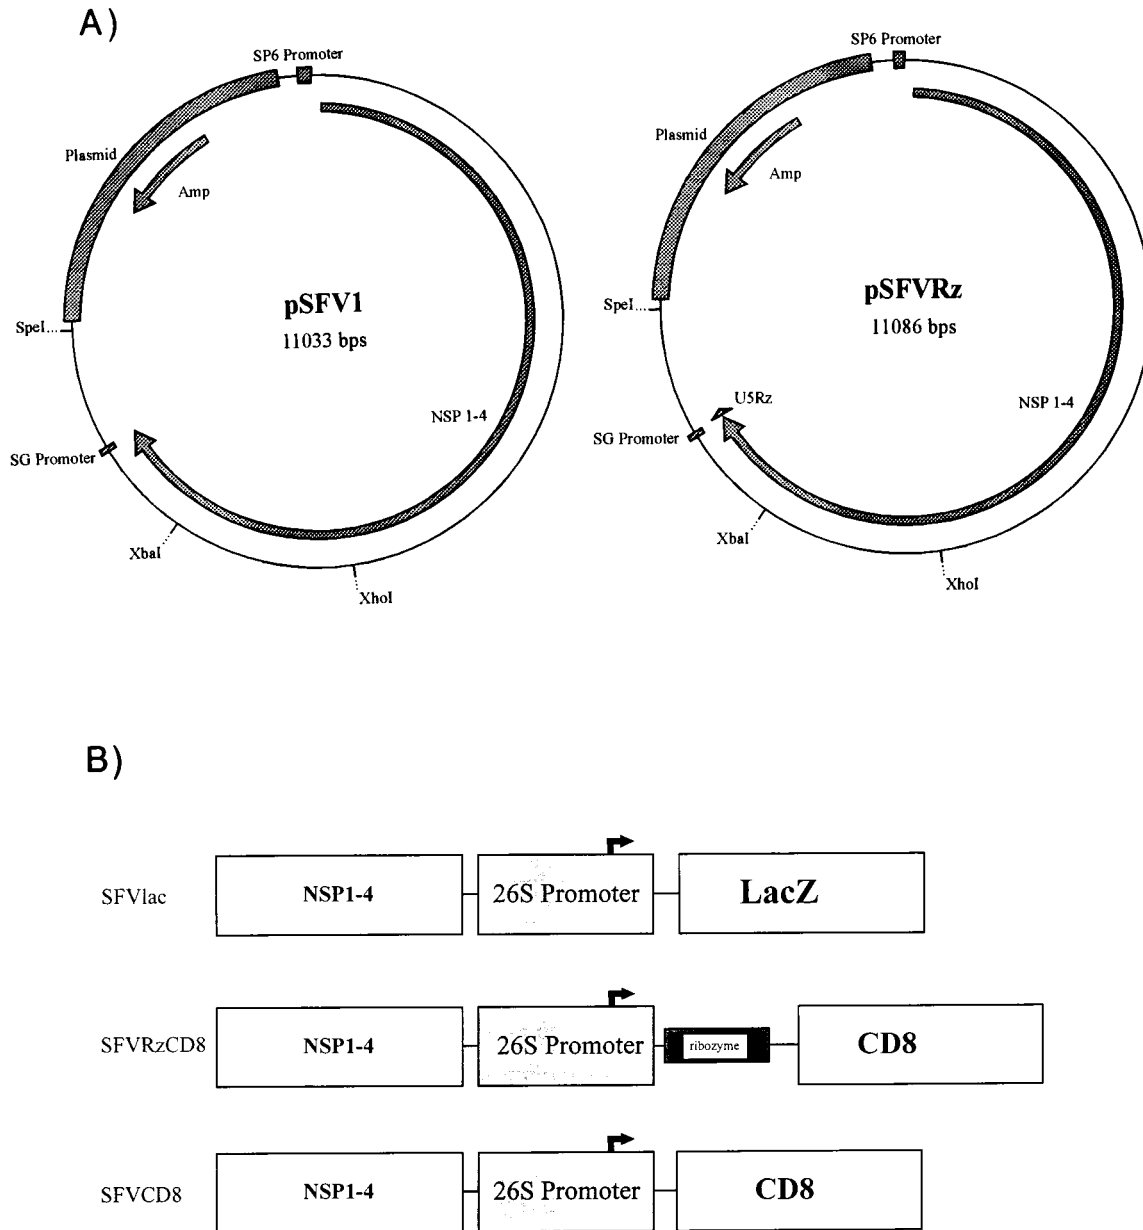 A)
SP6 Promoter
Plasmid
Amp
pSFV1
11033 bps
SpeI...
NSP 1-4
SG Promoter
XbaI
XhoI
SP6 Promoter
Plasmid
Amp
pSFVRz
11086 bps
SpeI...
U5Rz
NSP 1-4
SG Promoter
XbaI
XhoI
B)
SFVlac
NSP1-4
26S Promoter
LacZ
SFVRzCD8
NSP1-4
26S Promoter
ribozyme
CD8
SFVCD8
NSP1-4
26S Promoter
CD8